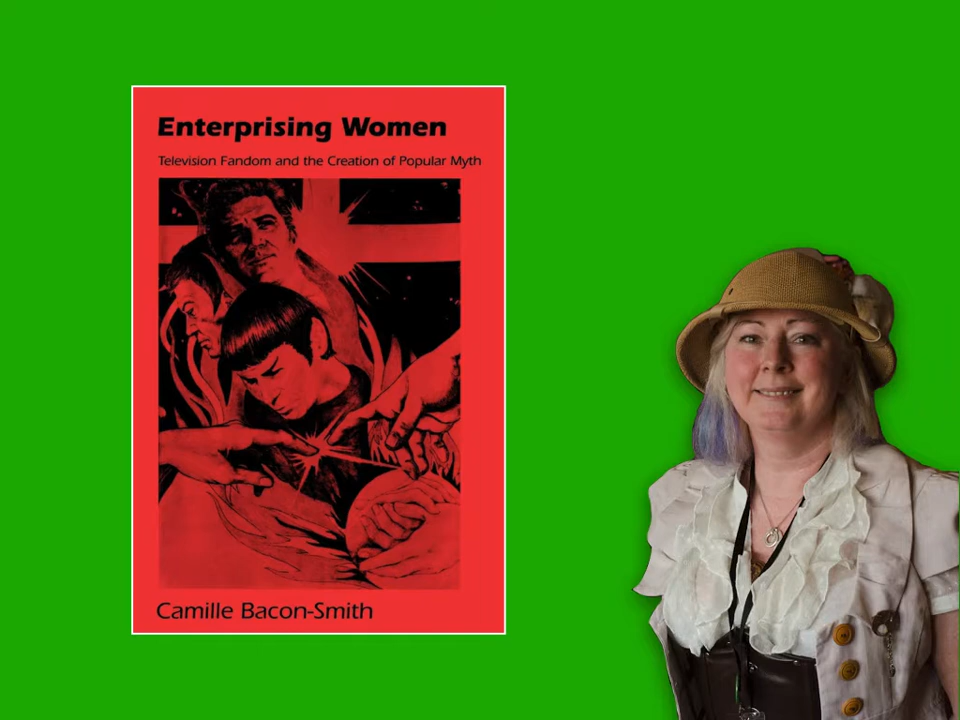 Enterprising Women
Television Fandom and the Creation of Popular Myth
Camille Bacon-Smith